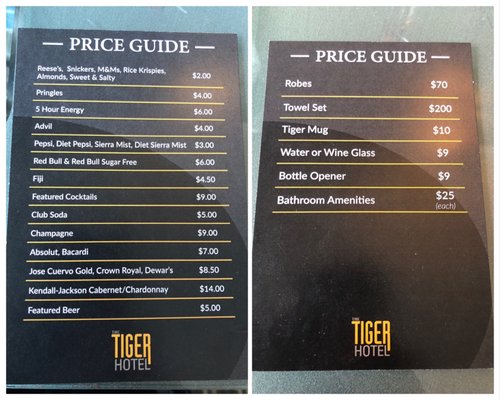 — PRICE GUIDE —
Reese's, Snickers, M&Ms, Rice Krispies,
Almonds, Sweet & Salty $2.00
Pringles $4.00
5 Hour Energy $6.00
Advil $4.00
Pepsi, Diet Pepsi, Sierra Mist, Diet Sierra Mist $3.00
Red Bull & Red Bull Sugar Free $6.00
Fiji $4.50
Featured Cocktails $9.00
Club Soda $5.00
Champagne $9.00
Absolut, Bacardi $7.00
Jose Cuervo Gold, Crown Royal, Dewar's $8.50
Kendall-Jackson Cabernet/Chardonnay $14.00
Featured Beer $5.00
THE
TIGER
HOTEL
— PRICE GUIDE —
Robes $70
Towel Set $200
Tiger Mug $10
Water or Wine Glass $9
Bottle Opener $9
Bathroom Amenities $25
(each)
THE
TIGER
HOTEL